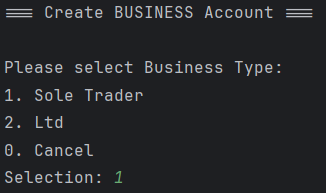 === Create BUSINESS Account ===
Please select Business Type:
1. Sole Trader
2. Ltd
0. Cancel
Selection: 1